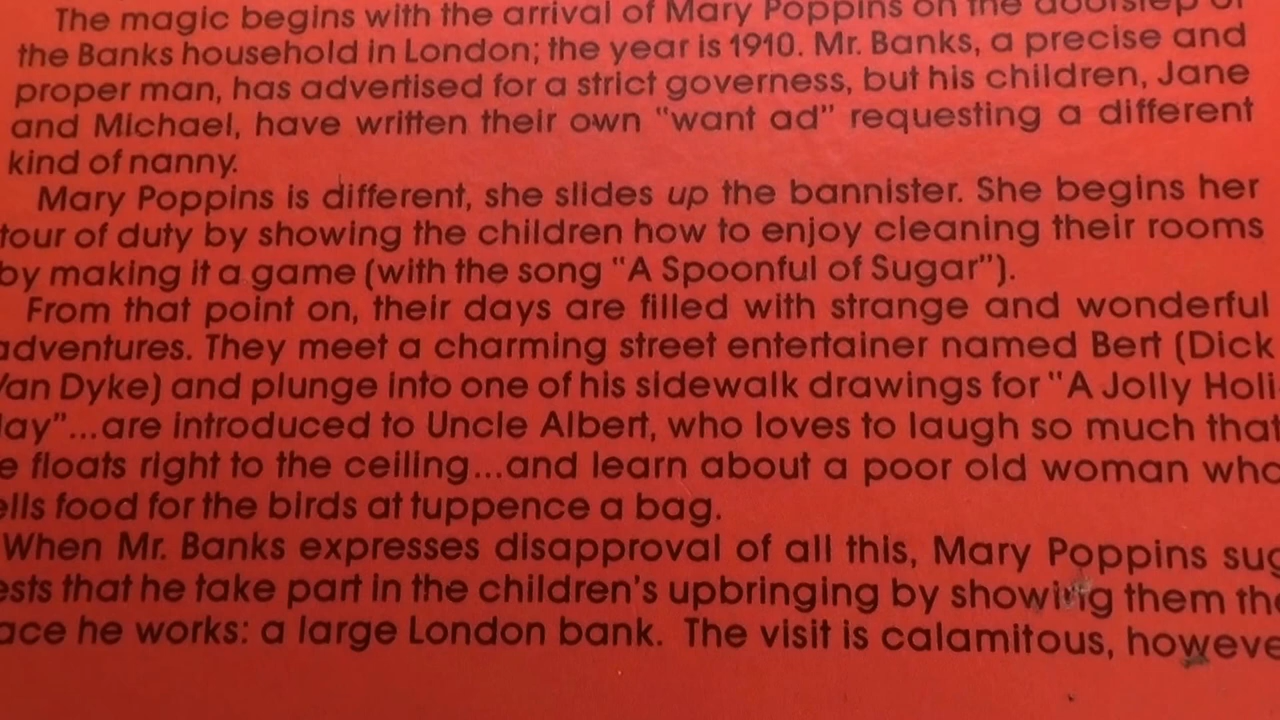 The magic begins with the arrival of Mary Poppins on the doorstep of
the Banks household in London; the year is 1910. Mr. Banks, a precise and
proper man, has advertised for a strict governess, but his children, Jane
and Michael, have written their own "want ad" requesting a different
kind of nanny.
Mary Poppins is different, she slides up the bannister. She begins her
tour of duty by showing the children how to enjoy cleaning their rooms
by making it a game (with the song "A Spoonful of Sugar").
From that point on, their days are filled with strange and wonderful
adventures. They meet a charming street entertainer named Bert (Dick
Van Dyke) and plunge into one of his sidewalk drawings for "A Jolly Holi
day"...are introduced to Uncle Albert, who loves to laugh so much that
e floats right to the ceiling...and learn about a poor old woman who
ells food for the birds at tuppence a bag.
When Mr. Banks expresses disapproval of all this, Mary Poppins sug
ests that he take part in the children's upbringing by showing them the
ace he works: a large London bank. The visit is calamitous, howeve